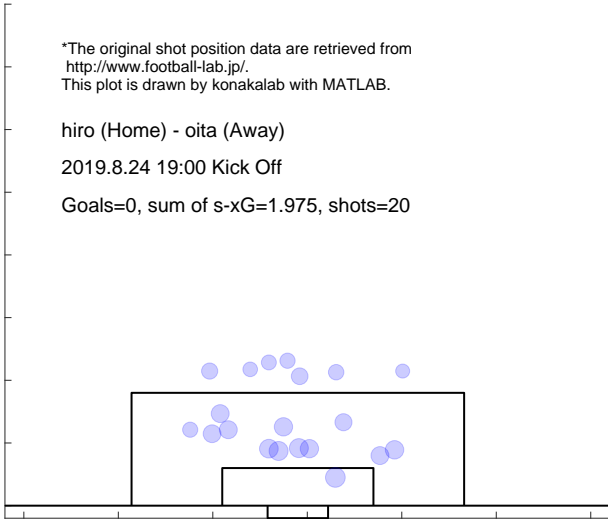 *The original shot position data are retrieved from
http://www.football-lab.jp/.
This plot is drawn by konakalab with MATLAB.
hiro (Home) - oita (Away)
2019.8.24 19:00 Kick Off
Goals=0, sum of s-xG=1.975, shots=20